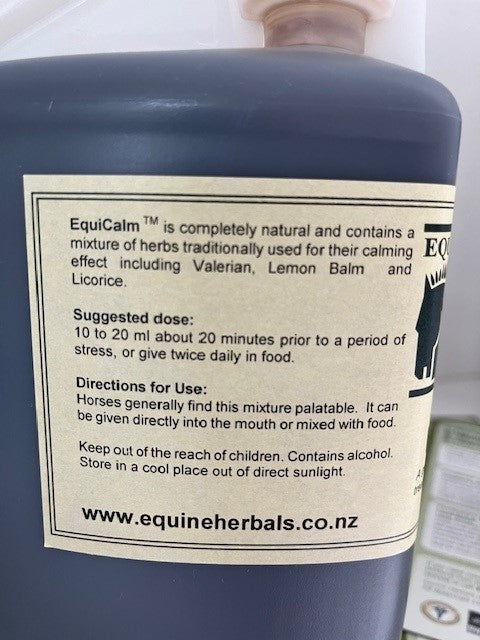 EquiCalm™ is completely natural and contains a
mixture of herbs traditionally used for their calming
effect including Valerian, Lemon Balm and
Licorice.
Suggested dose:
10 to 20 ml about 20 minutes prior to a period of
stress, or give twice daily in food.
Directions for Use:
Horses generally find this mixture palatable. It can
be given directly into the mouth or mixed with food.
Keep out of the reach of children. Contains alcohol.
Store in a cool place out of direct sunlight.
www.equineherbals.co.nz